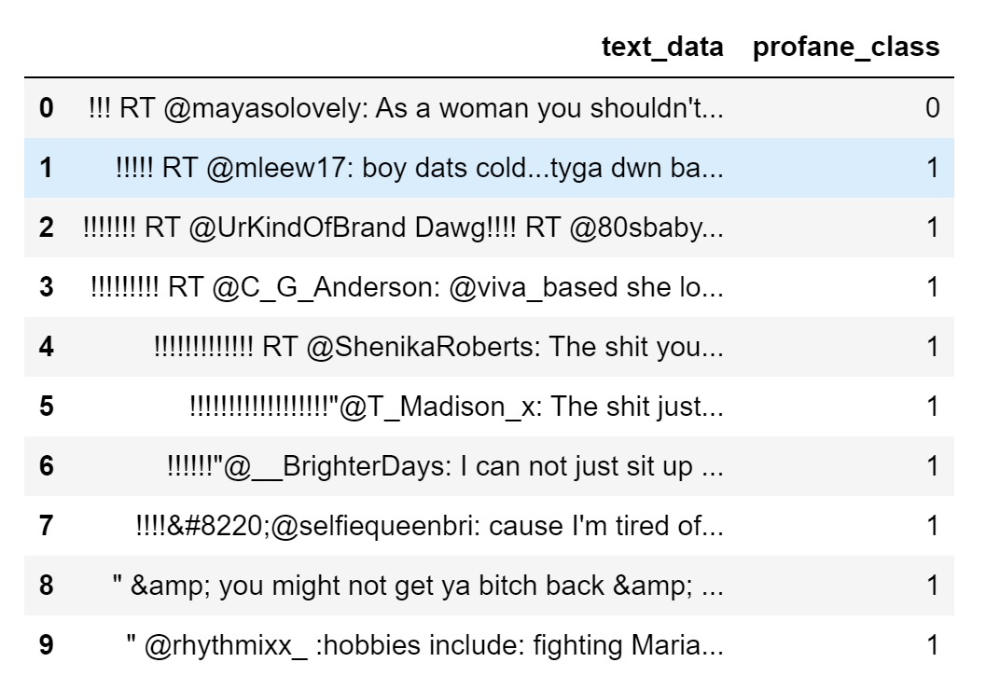 text_data profane_class
0 !!! RT @mayasolovely: As a woman you shouldn't... 0
1 !!!!! RT @mleew17: boy dats cold...tyga dwn ba... 1
2 !!!!!!! RT @UrKindOfBrand Dawg!!!! RT @80sbaby... 1
3 !!!!!!!!! RT @C_G_Anderson: @viva_based she lo... 1
4 !!!!!!!!!!!!! RT @ShenikaRoberts: The shit you... 1
5 !!!!!!!!!!!!!!!!!!"@T_Madison_x: The shit just... 1
6 !!!!!!"@__BrighterDays: I can not just sit up ... 1
7 !!!!&#8220;@selfiequeenbri: cause I'm tired of... 1
8 " &amp; you might not get ya bitch back &amp; ... 1
9 " @rhythmixx_ :hobbies include: fighting Maria... 1